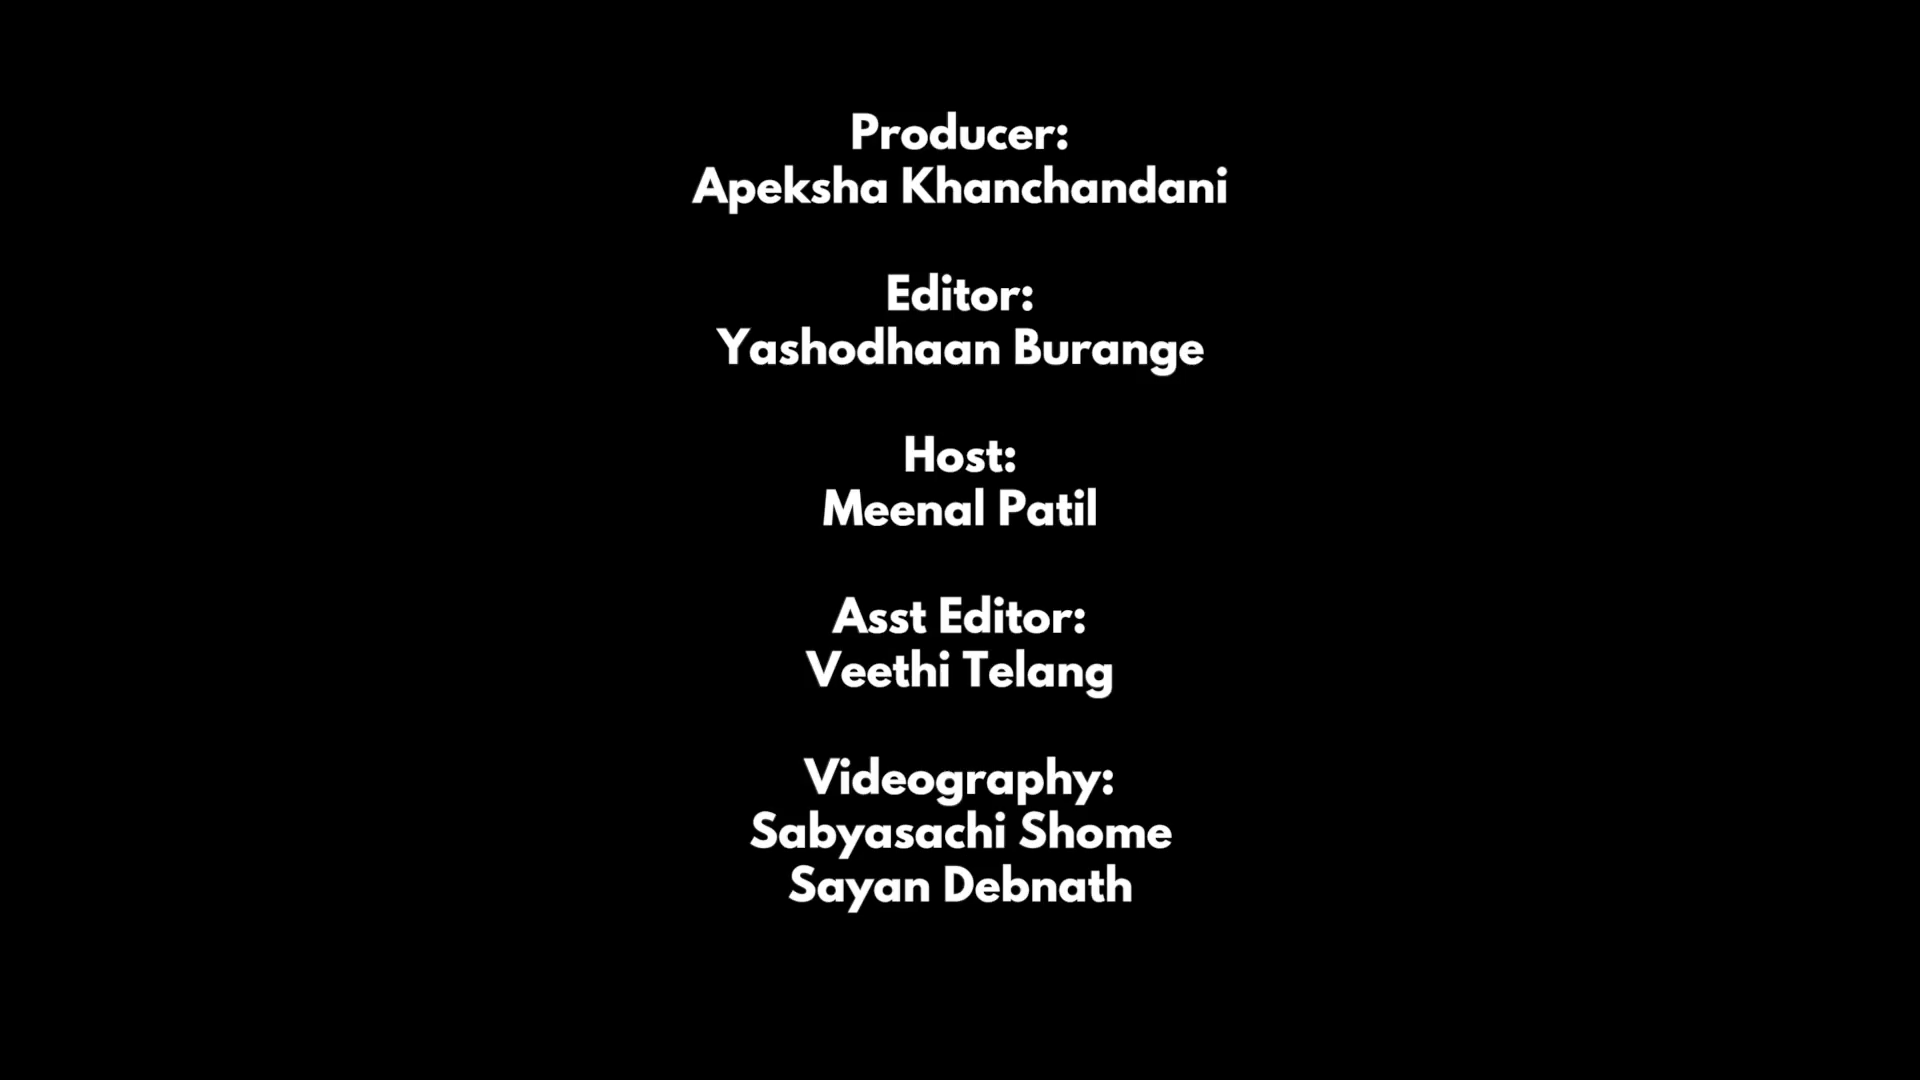 Producer:
Apeksha Khanchandani
Editor:
Yashodhaan Burange
Host:
Meenal Patil
Asst Editor:
Veethi Telang
Videography:
Sabyasachi Shome
Sayan Debnath